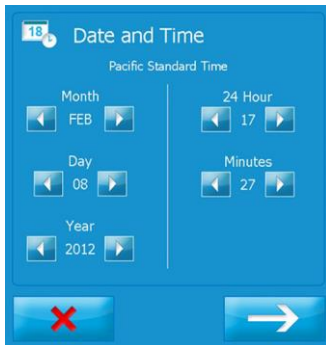 18
Date and Time
Pacific Standard Time
Month
FEB
Day
08
Year
2012
24 Hour
17
Minutes
27